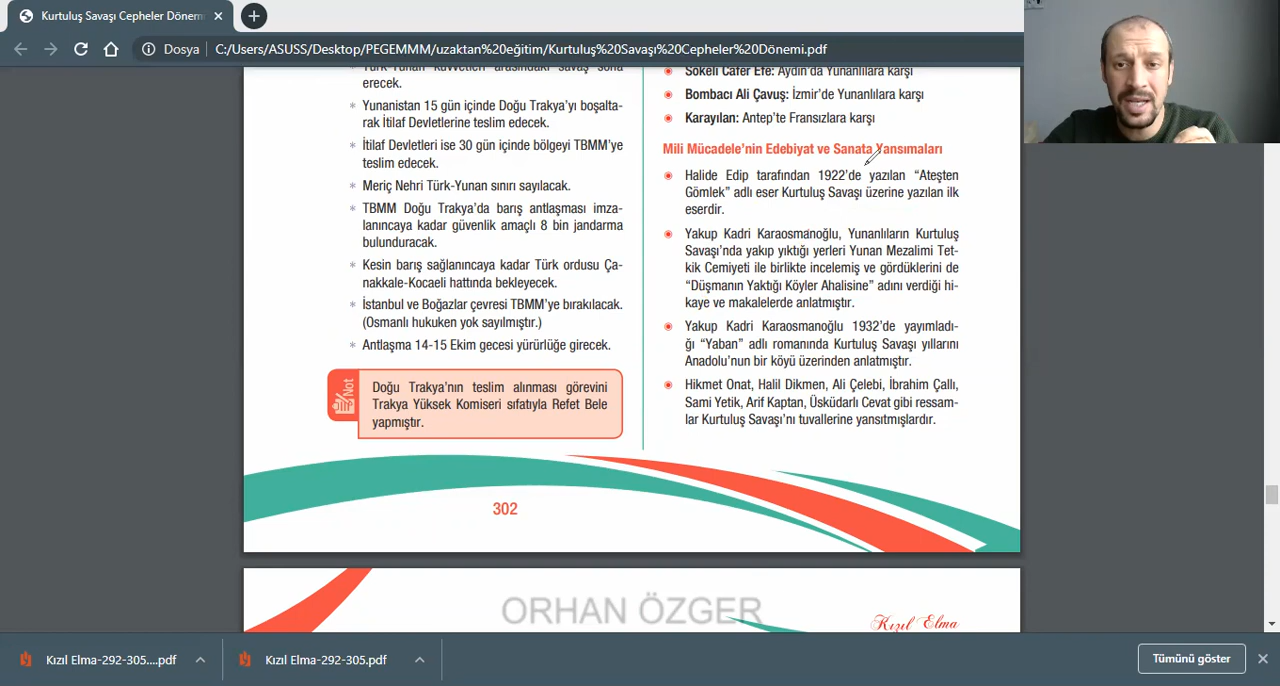 Kurtuluş Savaşı Cepheler Dönem
Dosya
C:/Users/ASUSS/Desktop/PEGEMMM/uzaktan%20eğitim/Kurtuluş%20Savaşı%20Cepheler%20Dönemi.pdf
Türk-Yunan kuvvetleri arasındaki savaş sona
erecek.
* Yunanistan 15 gün içinde Doğu Trakya’yı boşalta-
rak İtilaf Devletlerine teslim edecek.
* İtilaf Devletleri ise 30 gün içinde bölgeyi TBMM’ye
teslim edecek.
* Meriç Nehri Türk-Yunan sınırı sayılacak.
* TBMM Doğu Trakya’da barış antlaşması imza-
lanıncaya kadar güvenlik amaçlı 8 bin jandarma
bulunduracak.
* Kesin barış sağlanıncaya kadar Türk ordusu Ça-
nakkale-Kocaeli hattında bekleyecek.
* İstanbul ve Boğazlar çevresi TBMM’ye bırakılacak.
(Osmanlı hukuken yok sayılmıştır.)
* Antlaşma 14-15 Ekim gecesi yürürlüğe girecek.
Not
Doğu Trakya’nın teslim alınması görevini
Trakya Yüksek Komiseri sıfatıyla Refet Bele
yapmıştır.
302
Sökeli Cafer Efe: Aydın’da Yunanlılara karşı
Bombacı Ali Çavuş: İzmir’de Yunanlılara karşı
Karayılan: Antep’te Fransızlara karşı
Mili Mücadele’nin Edebiyat ve Sanata Yansımaları
Halide Edip tarafından 1922’de yazılan “Ateşten
Gömlek” adlı eser Kurtuluş Savaşı üzerine yazılan ilk
eserdir.
Yakup Kadri Karaosmanoğlu, Yunanlıların Kurtuluş
Savaşı’nda yakıp yıktığı yerleri Yunan Mezalimi Tet-
kik Cemiyeti ile birlikte incelemiş ve gördüklerini de
“Düşmanın Yaktığı Köyler Ahalisine” adını verdiği hi-
kaye ve makalelerde anlatmıştır.
Yakup Kadri Karaosmanoğlu 1932’de yayımladı-
ğı “Yaban” adlı romanında Kurtuluş Savaşı yıllarını
Anadolu’nun bir köyü üzerinden anlatmıştır.
Hikmet Onat, Halil Dikmen, Ali Çelebi, İbrahim Çallı,
Sami Yetik, Arif Kaptan, Üsküdarlı Cevat gibi ressam-
lar Kurtuluş Savaşı’nı tuvallerine yansıtmışlardır.
ORHAN ÖZGER
Kızıl Elma
Kızıl Elma-292-305....pdf
Kızıl Elma-292-305.pdf
Tümünü göster